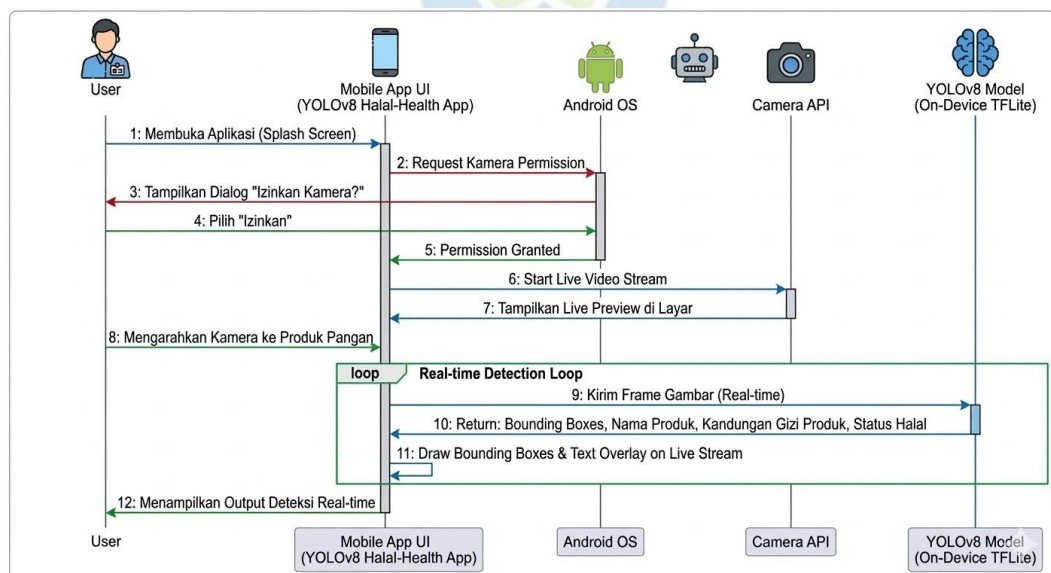 User
Mobile App UI
(YOLOv8 Halal-Health App)
Android OS
Camera API
YOLOv8 Model
(On-Device TFLite)
1: Membuka Aplikasi (Splash Screen)
2: Request Kamera Permission
3: Tampilkan Dialog "Izinkan Kamera?"
4: Pilih "Izinkan"
5: Permission Granted
6: Start Live Video Stream
7: Tampilkan Live Preview di Layar
8: Mengarahkan Kamera ke Produk Pangan
loop
Real-time Detection Loop
9: Kirim Frame Gambar (Real-time)
10: Return: Bounding Boxes, Nama Produk, Kandungan Gizi Produk, Status Halal
11: Draw Bounding Boxes & Text Overlay on Live Stream
12: Menampilkan Output Deteksi Real-time
User
Mobile App UI
(YOLOv8 Halal-Health App)
Android OS
Camera API
YOLOv8 Model
(On-Device TFLite)